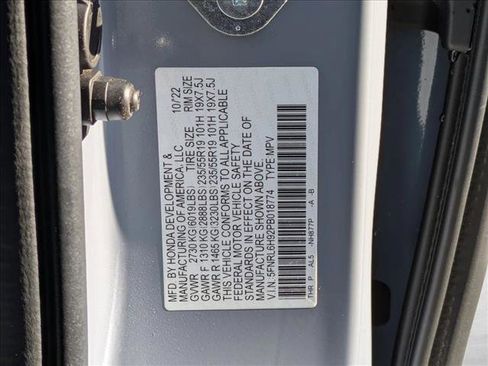 MFD. BY HONDA DEVELOPMENT & 10/22
MANUFACTURING OF AMERICA, LLC
GVWR 2730 KG (6019LBS) TIRE SIZE RIM SIZE
GAWR F 1310 KG (2888LBS) 235/55R19 101H 19X7.5J
GAWR R 1465 KG (3230LBS) 235/55R19 101H 19X7.5J
THIS VEHICLE CONFORMS TO ALL APPLICABLE
FEDERAL MOTOR VEHICLE SAFETY
STANDARDS IN EFFECT ON THE DATE OF
MANUFACTURE SHOWN ABOVE.
V.I.N. 5FNRL6H92PB018774 TYPE: MPV
THR P AL5 -NH877P -A -B